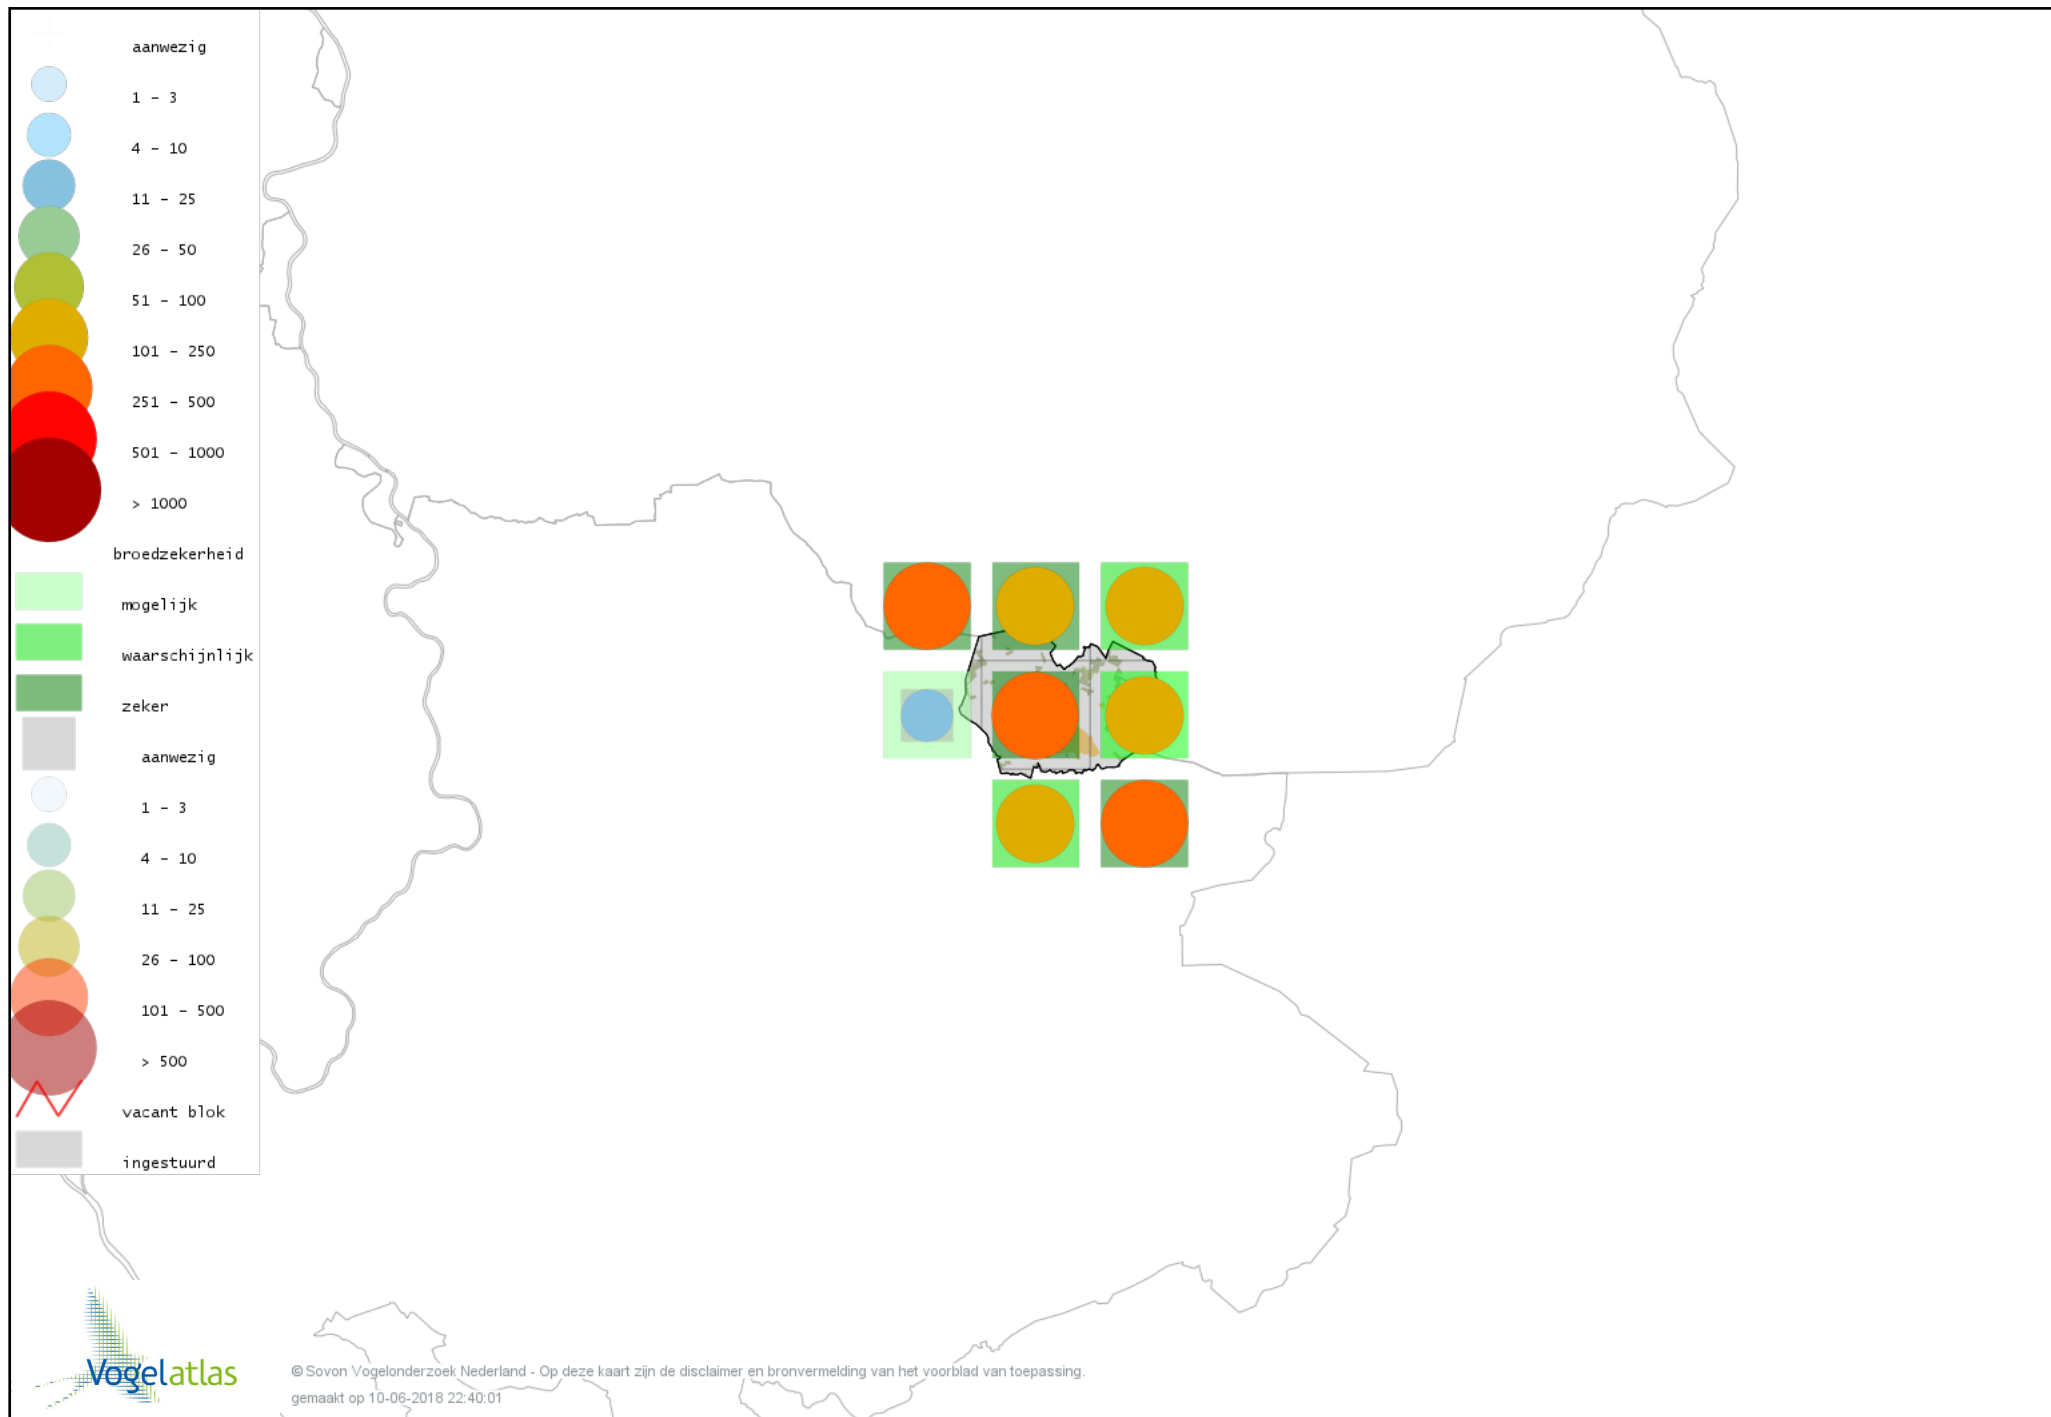 aanwezig
1 - 3
4 - 10
11 - 25
26 - 50
51 - 100
101 - 250
251 - 500
501 - 1000
> 1000
broedzekerheid
mogelijk
waarschijnlijk
zeker
aanwezig
1 - 3
4 - 10
11 - 25
26 - 100
101 - 500
> 500
vacant blok
ingestuurd
Vogelatlas
© Sovon Vogelonderzoek Nederland - Op deze kaart zijn de disclaimer en bronvermelding van het voorblad van toepassing.
gemaakt op 10-06-2018 22:40:01